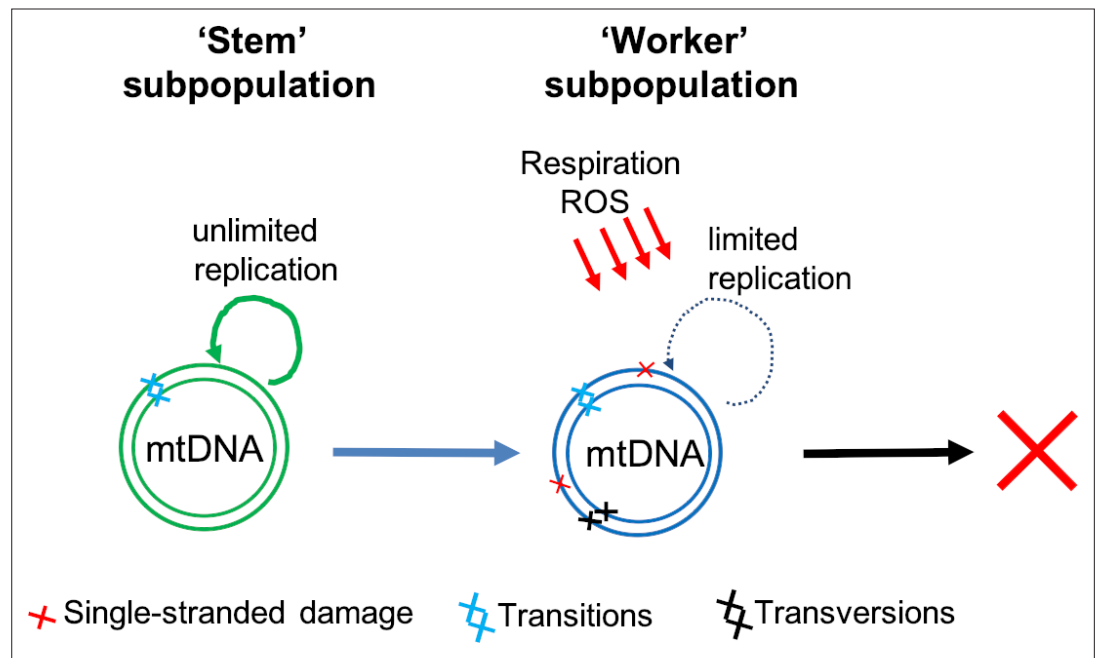 ‘Stem’
subpopulation
‘Worker’
subpopulation
Respiration
ROS
unlimited
replication
limited
replication
mtDNA
mtDNA
Single-stranded damage
Transitions
Transversions